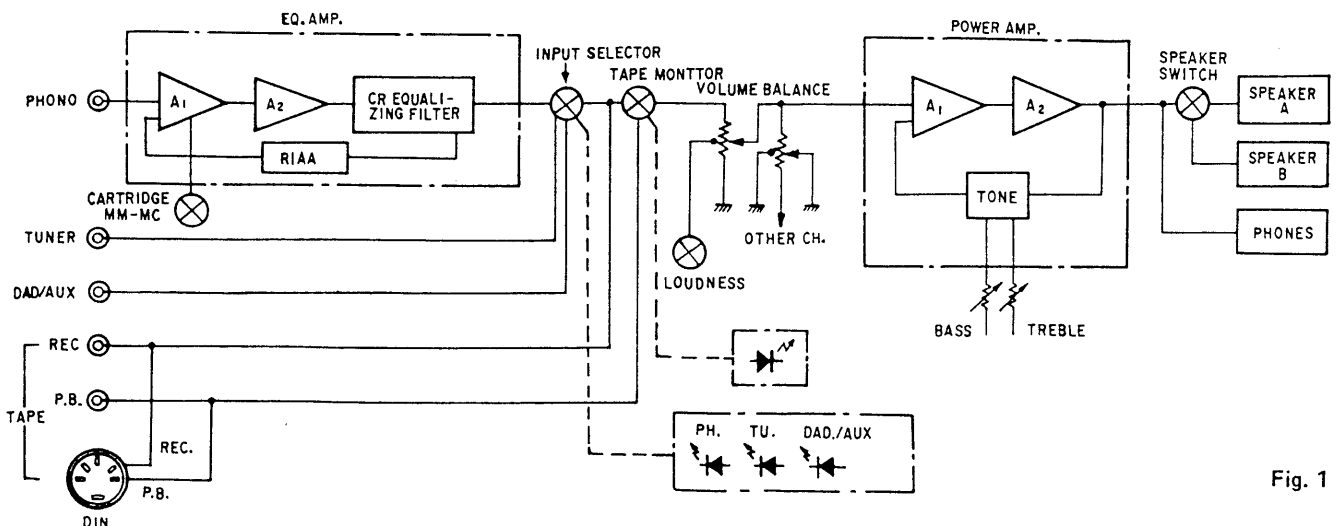 EQ. AMP.
PHONO
A1
A2
CR EQUALI-
ZING FILTER
RIAA
CARTRIDGE
MM-MC
INPUT SELECTOR
TAPE MONTTOR
VOLUME BALANCE
POWER AMP.
A1
A2
TONE
SPEAKER
SWITCH
SPEAKER
A
SPEAKER
B
PHONES
TUNER
OTHER CH.
LOUDNESS
DAD/AUX
BASS
TREBLE
REC
P.B.
TAPE
REC.
P.B.
DIN
PH.
TU.
DAD./AUX
Fig. 1